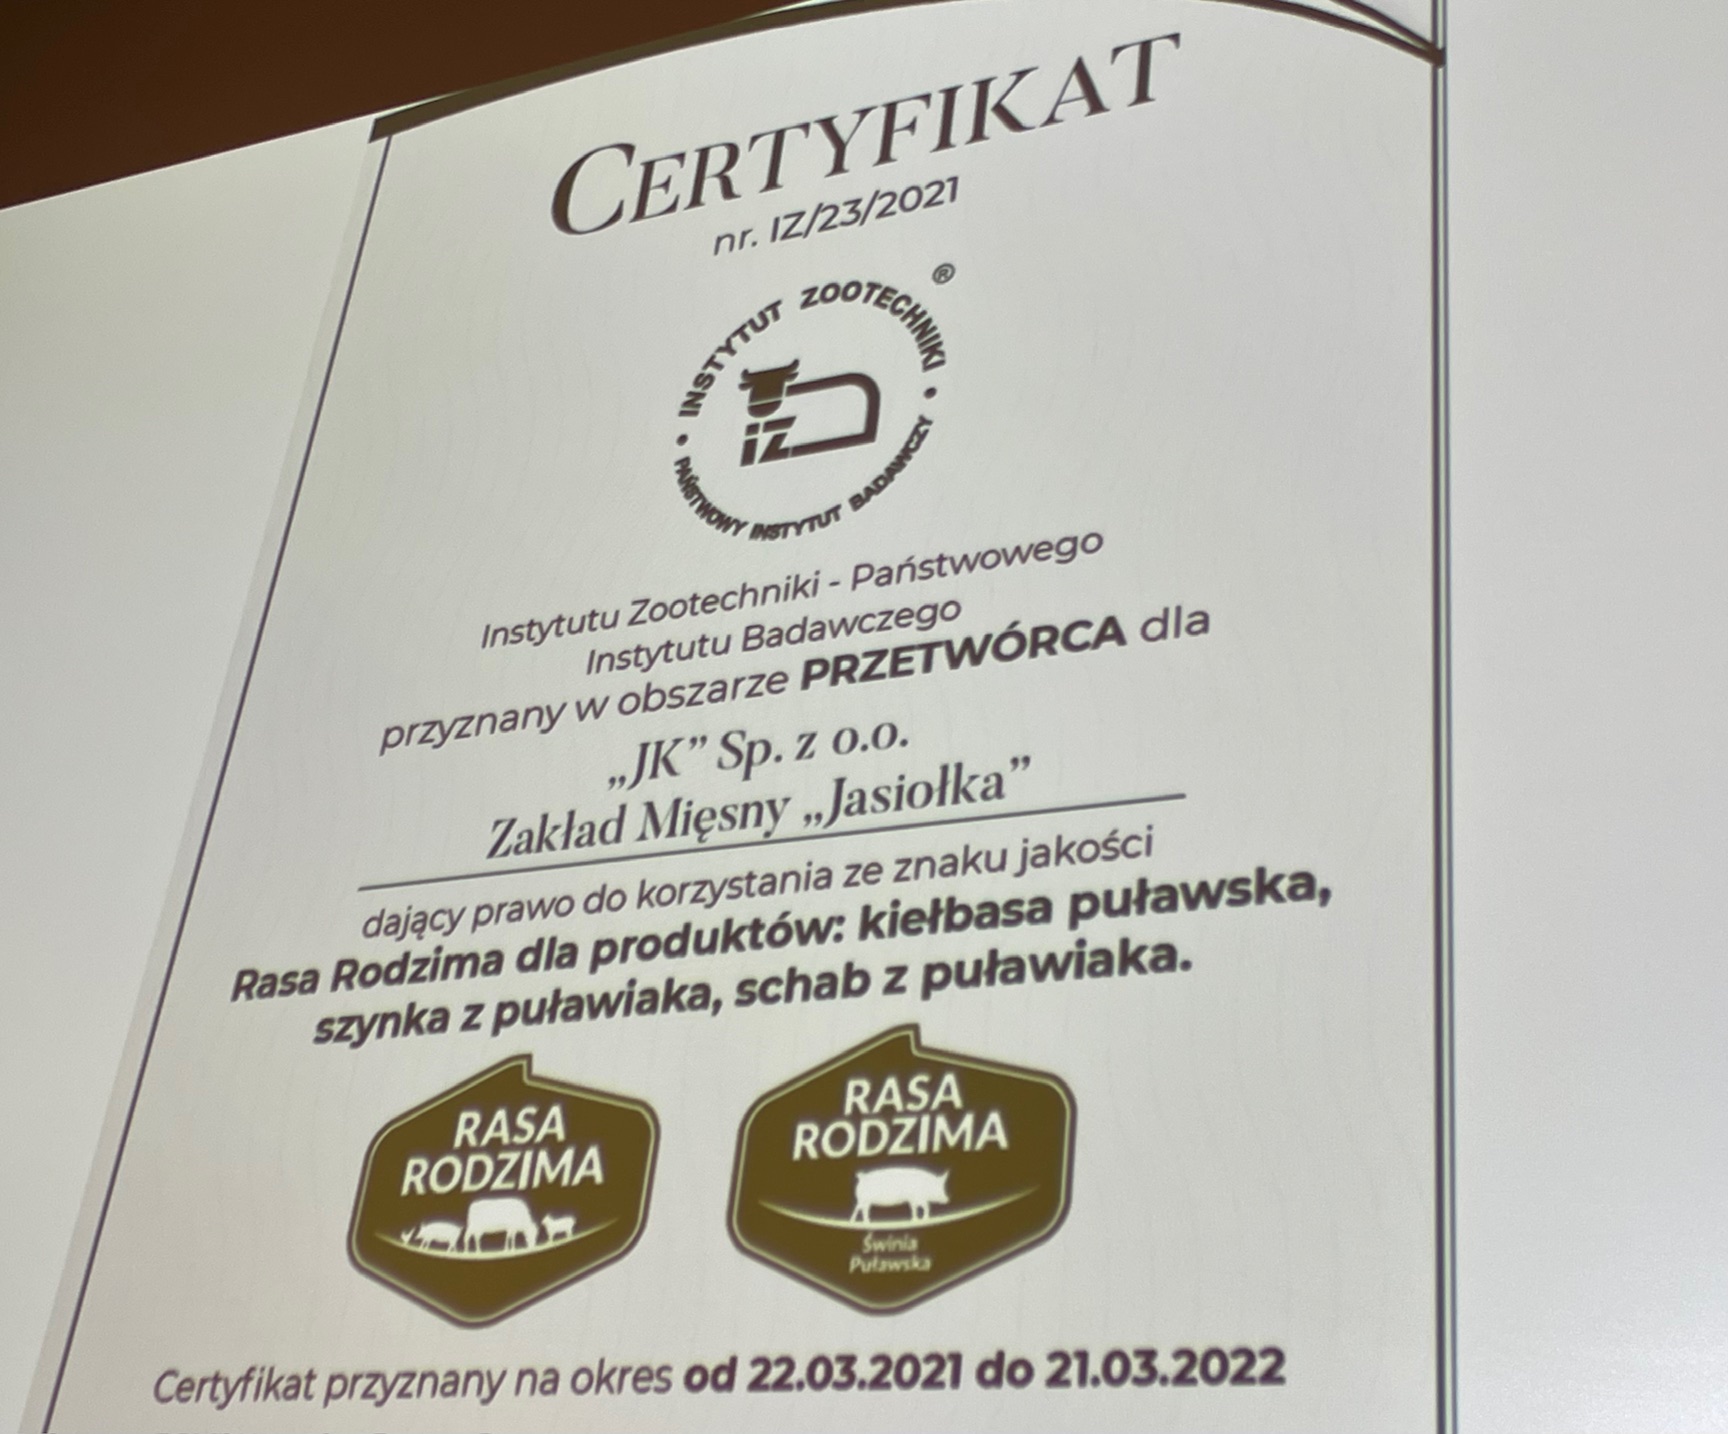 CERTYFIKAT
nr. IZ/23/2021
®
• INSTYTUT ZOOTECHNIKI •
PAŃSTWOWY INSTYTUT BADAWCZY
IZ
Instytutu Zootechniki - Państwowego
Instytutu Badawczego
przyznany w obszarze PRZETWÓRCA dla
„JK” Sp. z o.o.
Zakład Mięsny „Jasiołka”
dający prawo do korzystania ze znaku jakości
Rasa Rodzima dla produktów: kiełbasa puławska,
szynka z puławiaka, schab z puławiaka.
RASA
RODZIMA
RASA
RODZIMA
Świnia
Puławska
Certyfikat przyznany na okres od 22.03.2021 do 21.03.2022